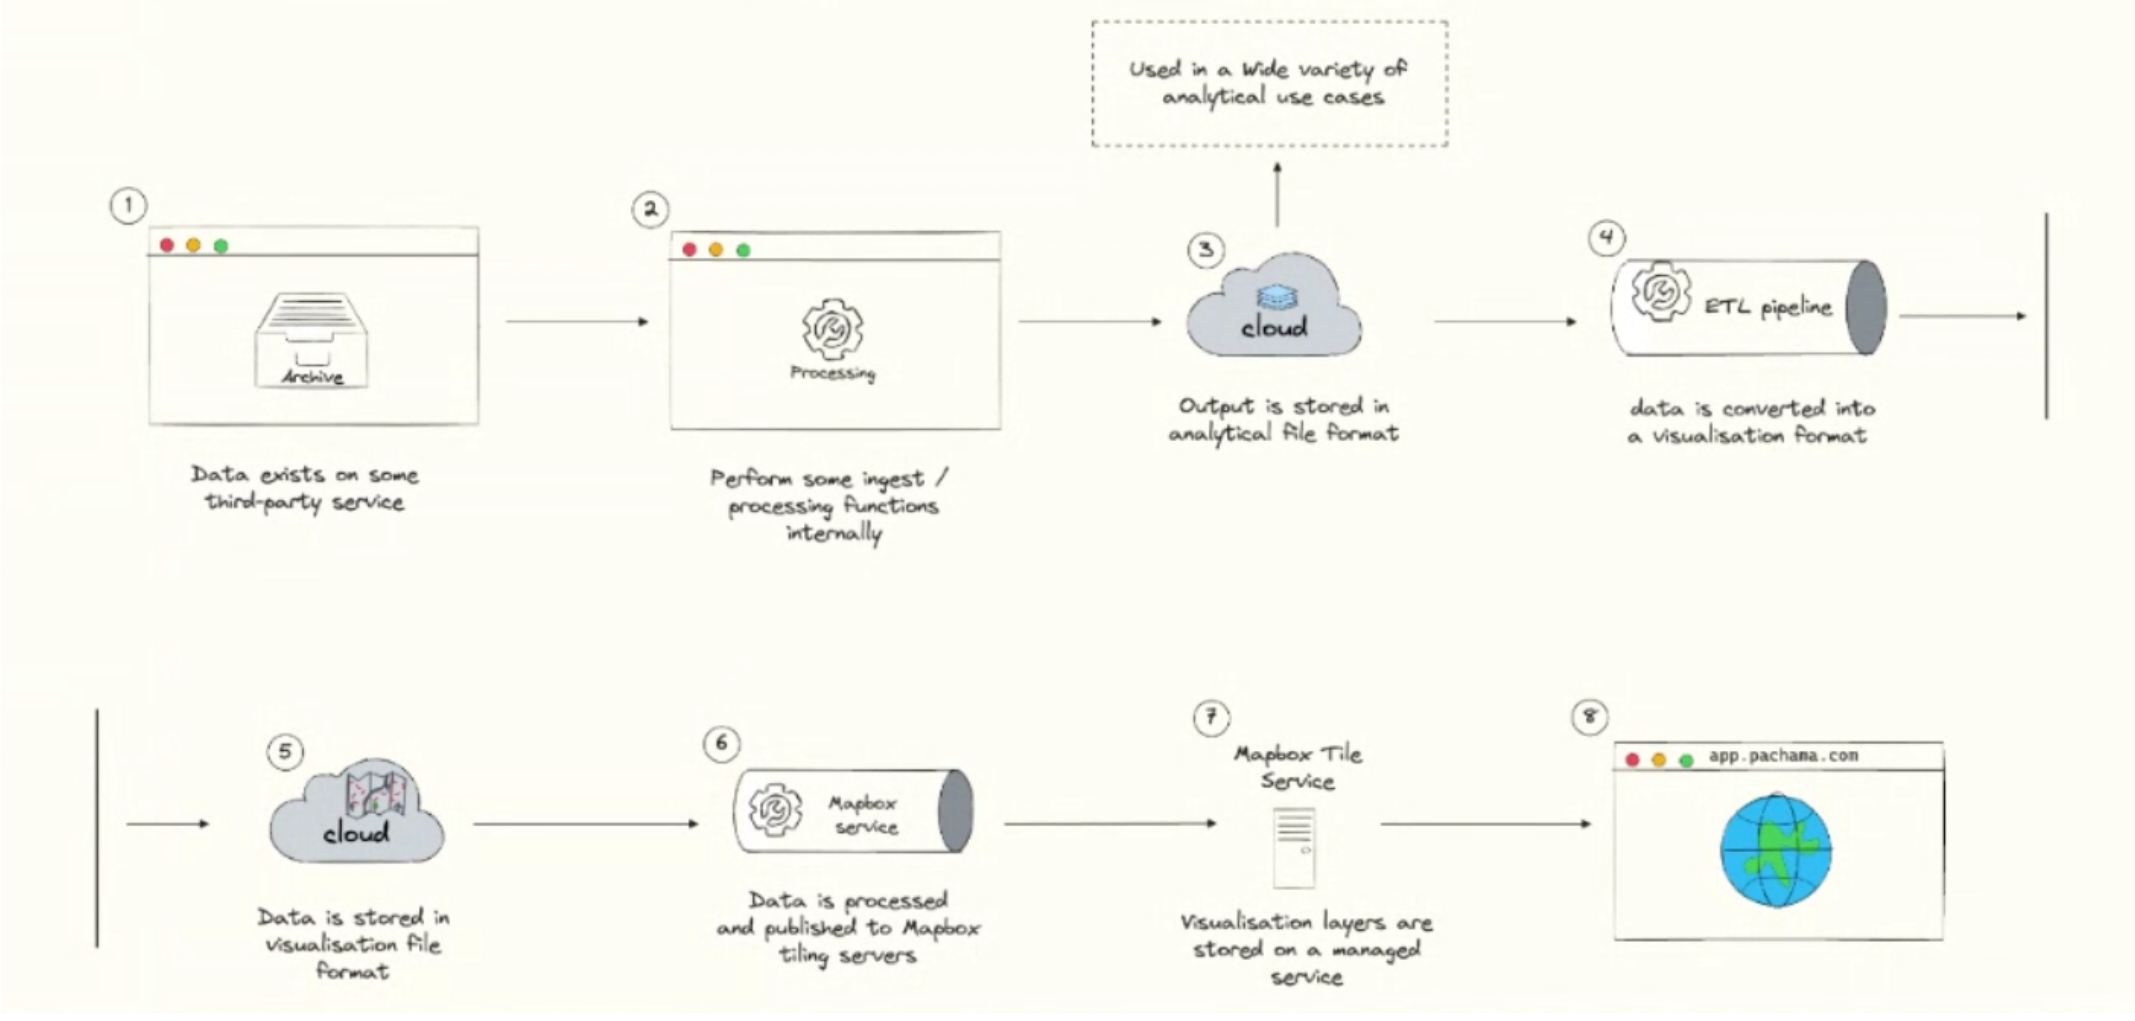 Used in a Wide variety of
analytical use cases
1
2
3
4
Archive
Processing
cloud
ETL pipeline
Data exists on some
third-party service
Perform some ingest /
processing functions
internally
Output is stored in
analytical file format
data is converted into
a visualisation format
5
6
7
8
cloud
Mapbox
service
Mapbox Tile
Service
app.pachama.com
Data is stored in
visualisation file
format
Data is processed
and published to Mapbox
tiling servers
Visualisation layers are
stored on a managed
service